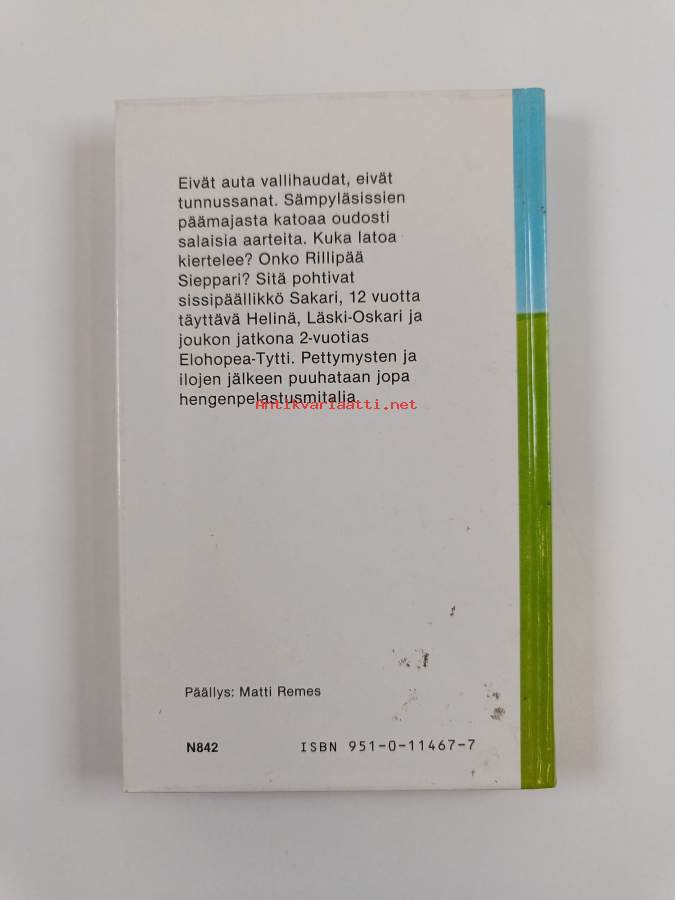 Eivät auta vallihaudat, eivät
tunnussanat. Sämpyläsissien
päämajasta katoaa oudosti
salaisia aarteita. Kuka latoa
kiertelee? Onko Rillipää
Sieppari? Sitä pohtivat
sissipäällikkö Sakari, 12 vuotta
täyttävä Helinä, Läski-Oskari ja
joukon jatkona 2-vuotias
Elohopea-Tytti. Pettymysten ja
ilojen jälkeen puuhataan jopa
hengenpelastusmitalia.
Antikvariaatti.net
Päällys: Matti Remes
N842 ISBN 951-0-11467-7